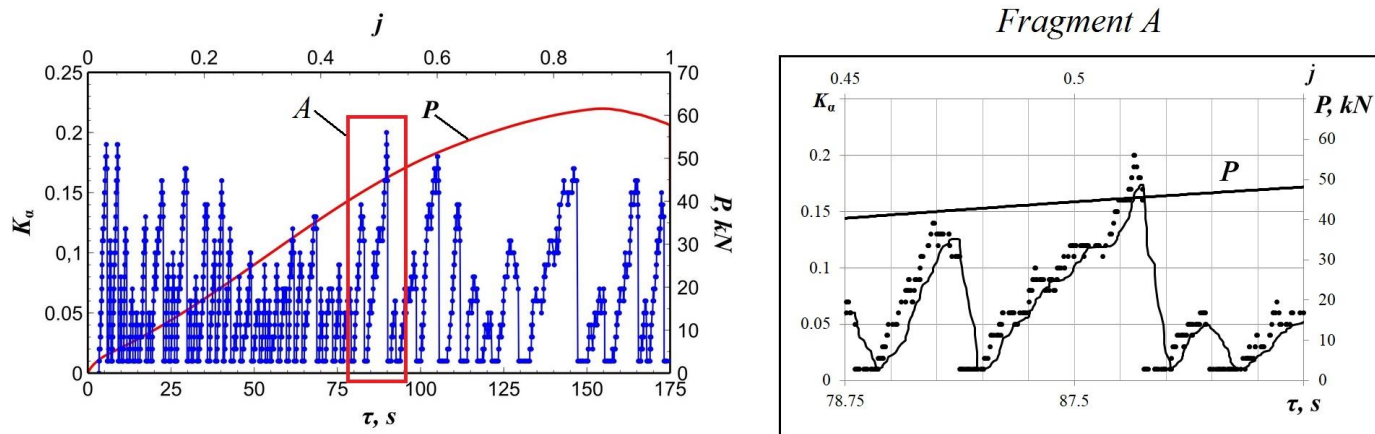 j
0 0.2 0.4 0.6 0.8 1
0.25 0.2 0.15 0.1 0.05 0
K_α
70 60 50 40 30 20 10 0
P, kN
A
P
0 25 50 75 100 125 150 175
τ, s
Fragment A
0.45 0.5 j
K_α
0.2 0.15 0.1 0.05 0
P, kN
60 50 40 30 20 10 0
P
78.75 87.5 τ, s